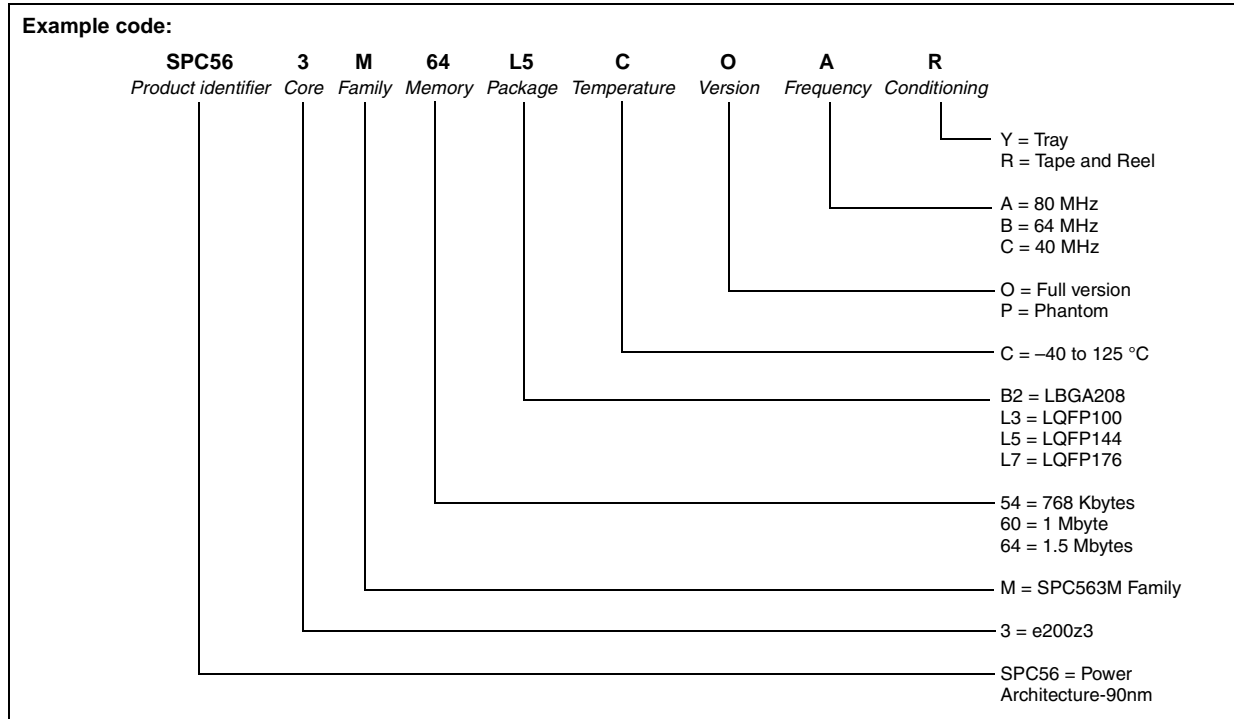 Example code:
SPC56 3 M 64 L5 C O A R
Product identifier Core Family Memory Package Temperature Version Frequency Conditioning
Y = Tray
R = Tape and Reel
A = 80 MHz
B = 64 MHz
C = 40 MHz
O = Full version
P = Phantom
C = –40 to 125 °C
B2 = LBGA208
L3 = LQFP100
L5 = LQFP144
L7 = LQFP176
54 = 768 Kbytes
60 = 1 Mbyte
64 = 1.5 Mbytes
M = SPC563M Family
3 = e200z3
SPC56 = Power
Architecture-90nm